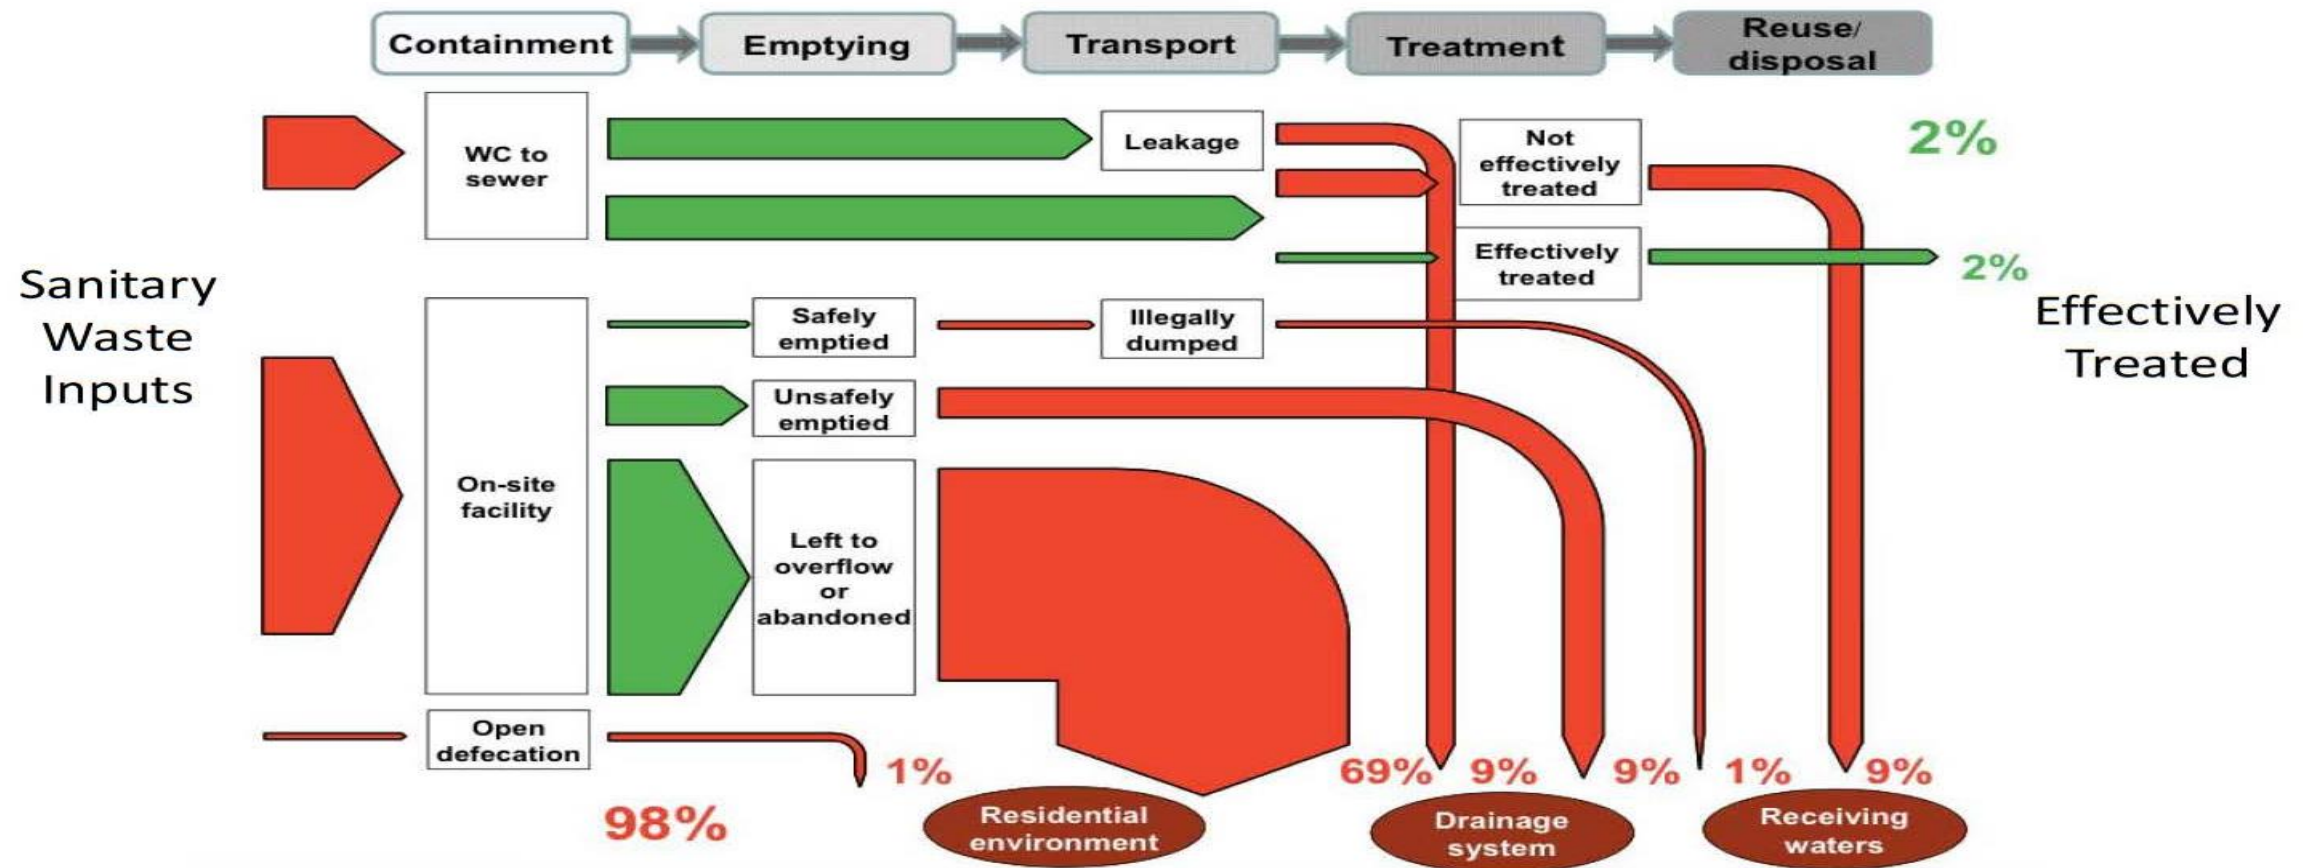 Containment
Emptying
Transport
Treatment
Reuse/
disposal
WC to
sewer
Leakage
Not
effectively
treated
2%
Effectively
treated
2%
Sanitary
Waste
Inputs
Effectively
Treated
On-site
facility
Safely
emptied
Illegally
dumped
Unsafely
emptied
Left to
overflow
or
abandoned
Open
defecation
1%
69%
9%
9%
1%
9%
98%
Residential
environment
Drainage
system
Receiving
waters